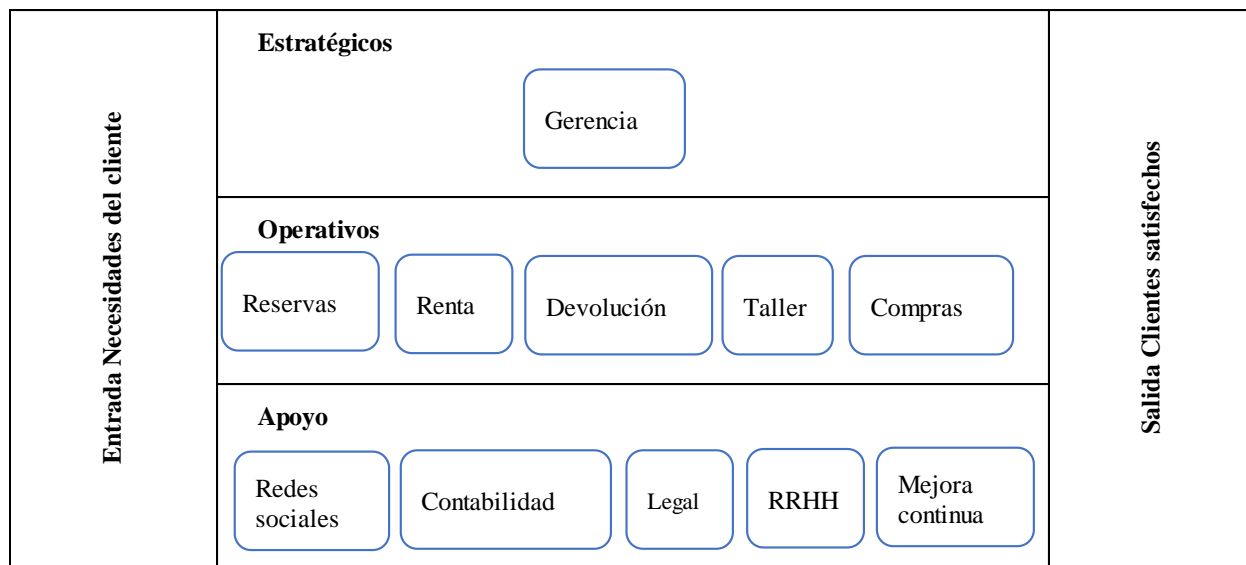 Entrada Necesidades del cliente
Estratégicos
Gerencia
Operativos
Reservas
Renta
Devolución
Taller
Compras
Apoyo
Redes
sociales
Contabilidad
Legal
RRHH
Mejora
continua
Salida Clientes satisfechos